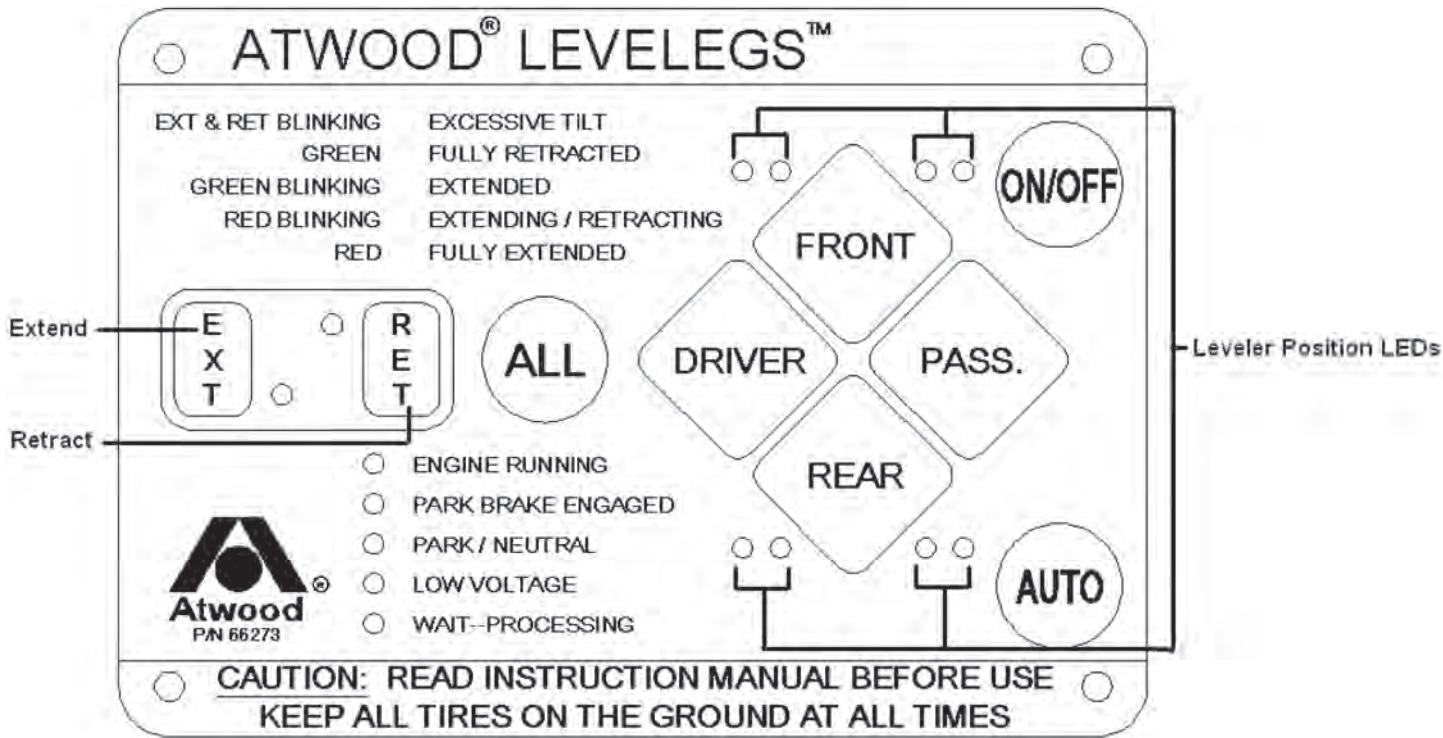 ATWOOD® LEVELEGS™
EXT & RET BLINKING EXCESSIVE TILT
GREEN FULLY RETRACTED
GREEN BLINKING EXTENDED
RED BLINKING EXTENDING / RETRACTING
RED FULLY EXTENDED
ON/OFF
FRONT
Extend
EXT
RET
ALL
DRIVER
PASS.
Leveler Position LEDs
Retract
REAR
ENGINE RUNNING
PARK BRAKE ENGAGED
PARK / NEUTRAL
LOW VOLTAGE
WAIT--PROCESSING
AUTO
®
Atwood
P/N 66273
CAUTION: READ INSTRUCTION MANUAL BEFORE USE
KEEP ALL TIRES ON THE GROUND AT ALL TIMES